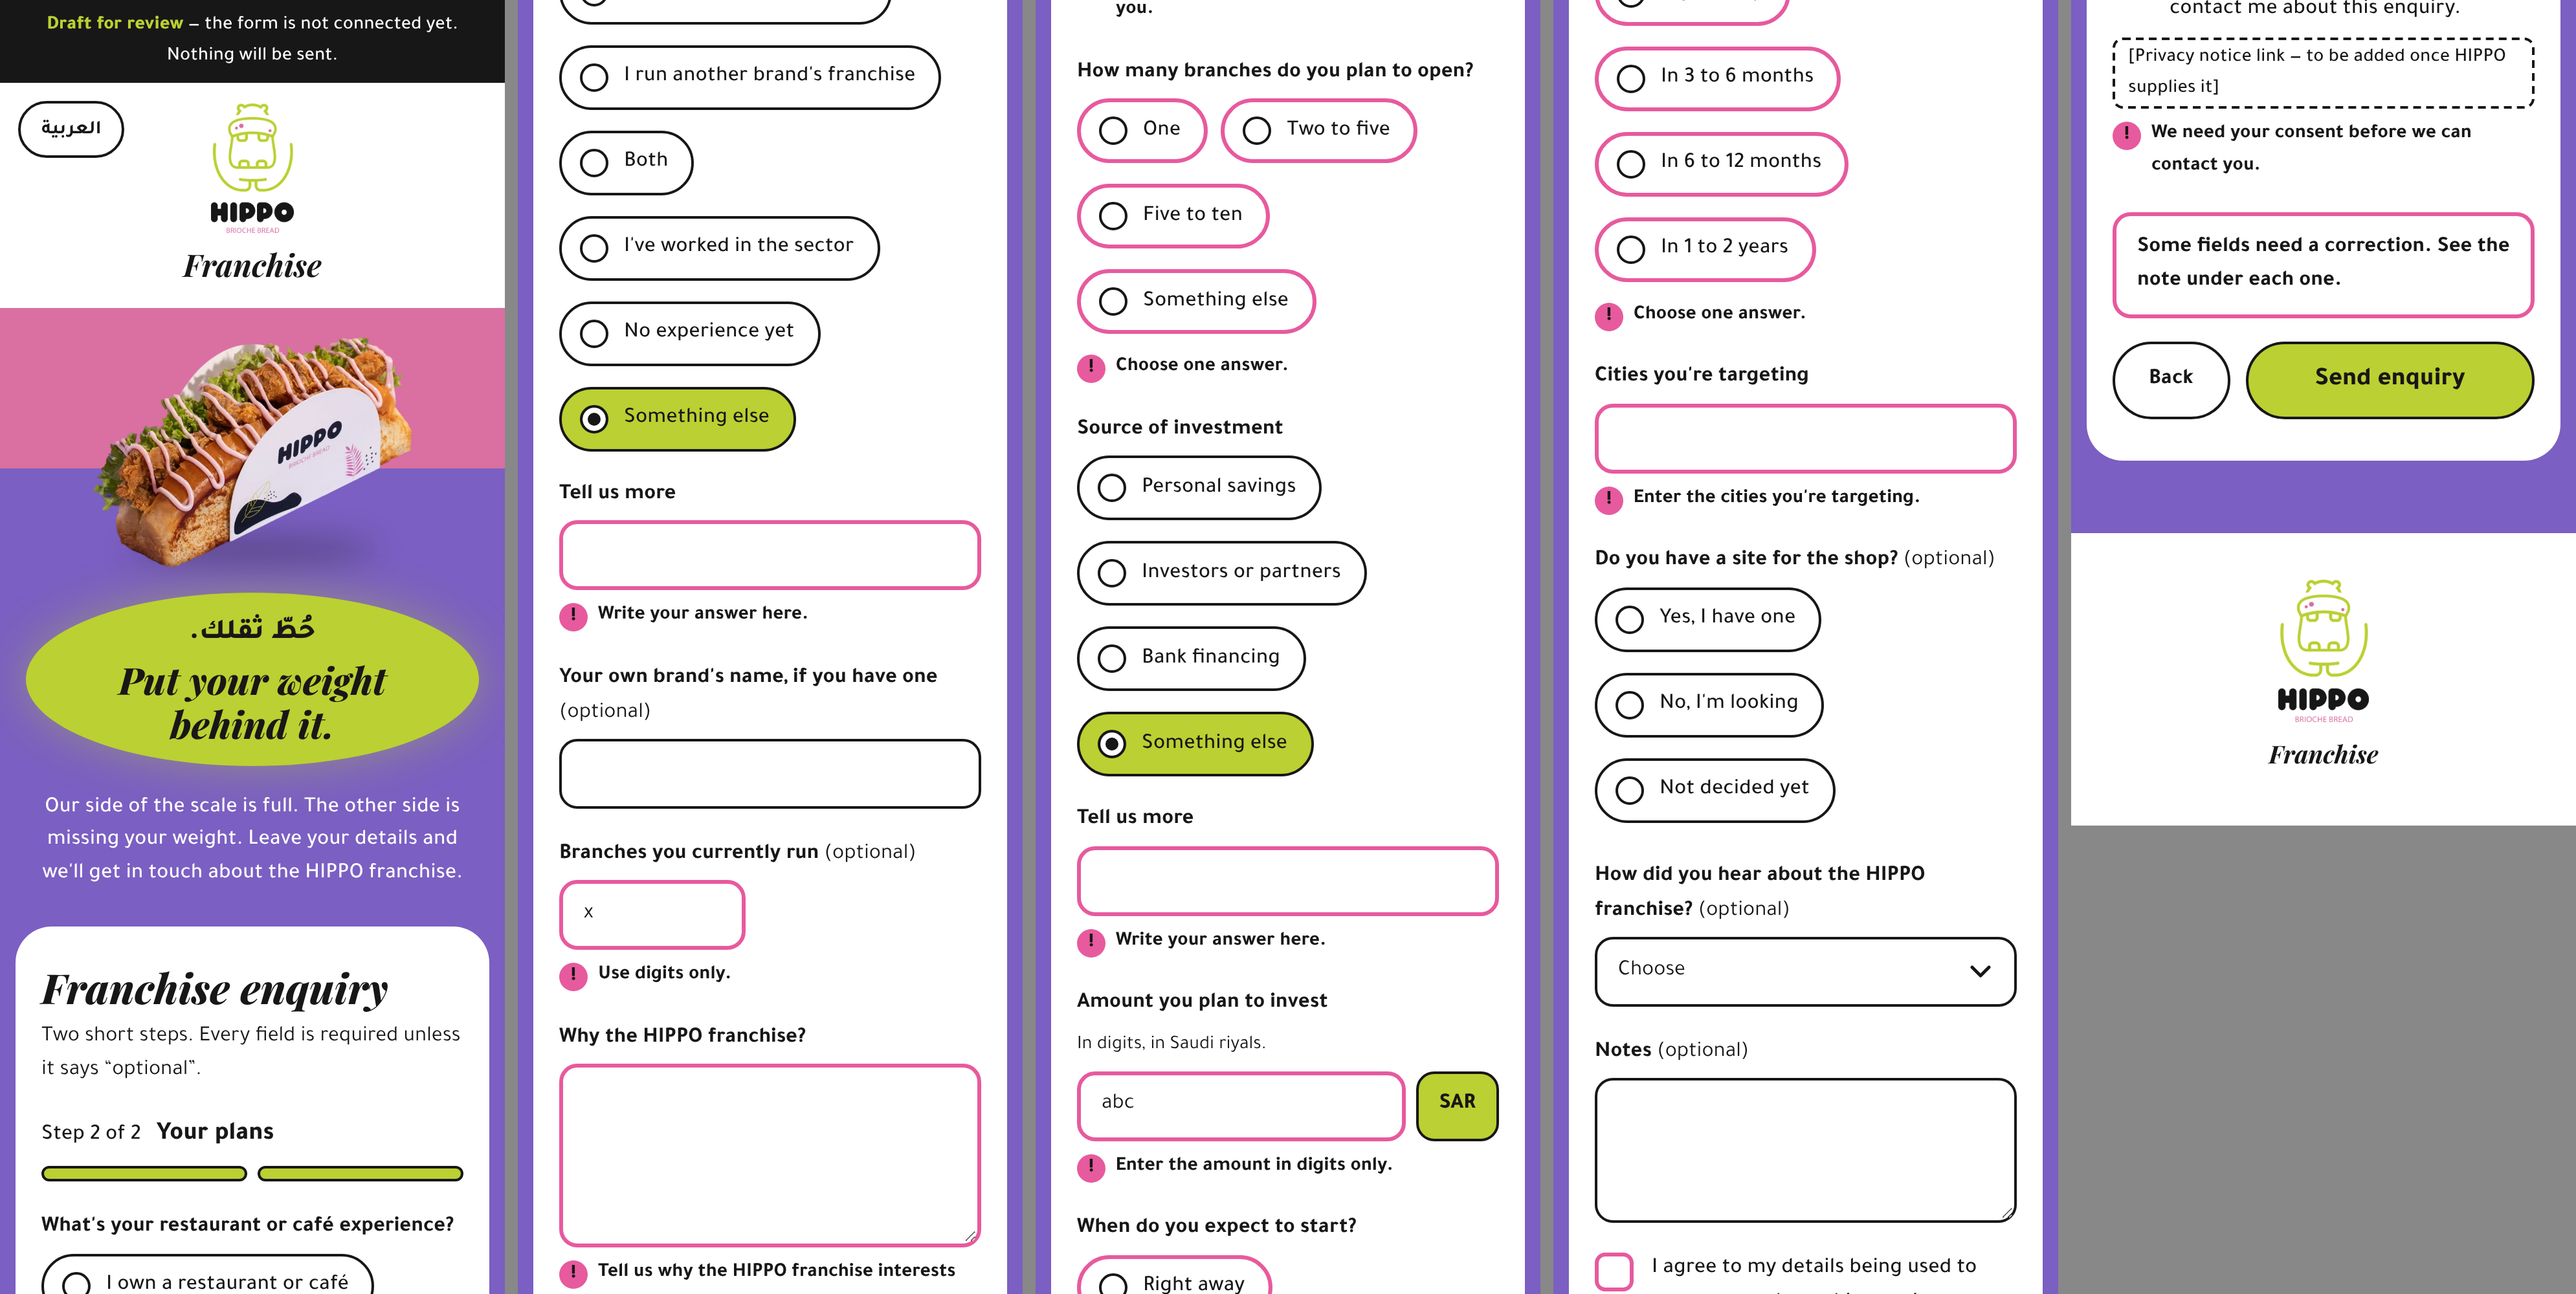 Draft for review – the form is not connected yet.
Nothing will be sent.
العربية
HIPPO
BRIOCHE BREAD
Franchise
HIPPO
BRIOCHE BREAD
حُطّ ثقلك.
Put your weight
behind it.
Our side of the scale is full. The other side is
missing your weight. Leave your details and
we'll get in touch about the HIPPO franchise.
Franchise enquiry
Two short steps. Every field is required unless
it says “optional”.
Step 2 of 2 Your plans
What's your restaurant or café experience?
I own a restaurant or café
I run another brand's franchise
Both
I've worked in the sector
No experience yet
Something else
Tell us more
! Write your answer here.
Your own brand's name, if you have one
(optional)
Branches you currently run (optional)
x
! Use digits only.
Why the HIPPO franchise?
! Tell us why the HIPPO franchise interests
you.
How many branches do you plan to open?
One
Two to five
Five to ten
Something else
! Choose one answer.
Source of investment
Personal savings
Investors or partners
Bank financing
Something else
Tell us more
! Write your answer here.
Amount you plan to invest
In digits, in Saudi riyals.
abc
SAR
! Enter the amount in digits only.
When do you expect to start?
Right away
In 3 to 6 months
In 6 to 12 months
In 1 to 2 years
! Choose one answer.
Cities you're targeting
! Enter the cities you're targeting.
Do you have a site for the shop? (optional)
Yes, I have one
No, I'm looking
Not decided yet
How did you hear about the HIPPO
franchise? (optional)
Choose
Notes (optional)
I agree to my details being used to
contact me about this enquiry.
[Privacy notice link – to be added once HIPPO
supplies it]
! We need your consent before we can
contact you.
Some fields need a correction. See the
note under each one.
Back
Send enquiry
HIPPO
BRIOCHE BREAD
Franchise